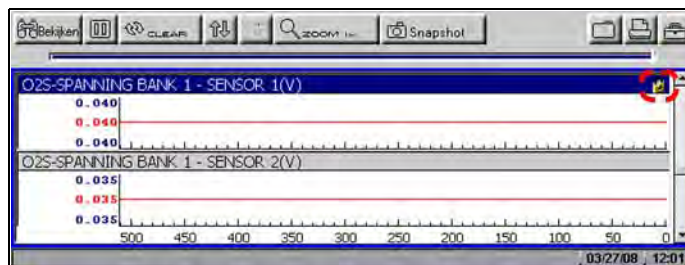 Bekijken CLEAR ZOOM Snapshot
O2S-SPANNING BANK 1 - SENSOR 1(V)
0.040
0.040
0.040
O2S-SPANNING BANK 1 - SENSOR 2(V)
0.035
0.035
0.035
500 450 400 350 300 250 200 150 100 50 0
03/27/08 12:01